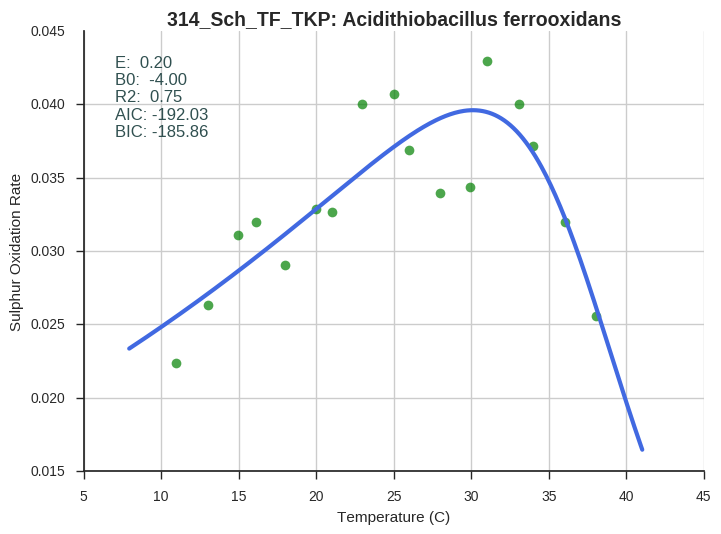 314_Sch_TF_TKP: Acidithiobacillus ferrooxidans
E: 0.20
B0: -4.00
R2: 0.75
AIC: -192.03
BIC: -185.86
Sulphur Oxidation Rate
0.045
0.040
0.035
0.030
0.025
0.020
0.015
5 10 15 20 25 30 35 40 45
Temperature (C)